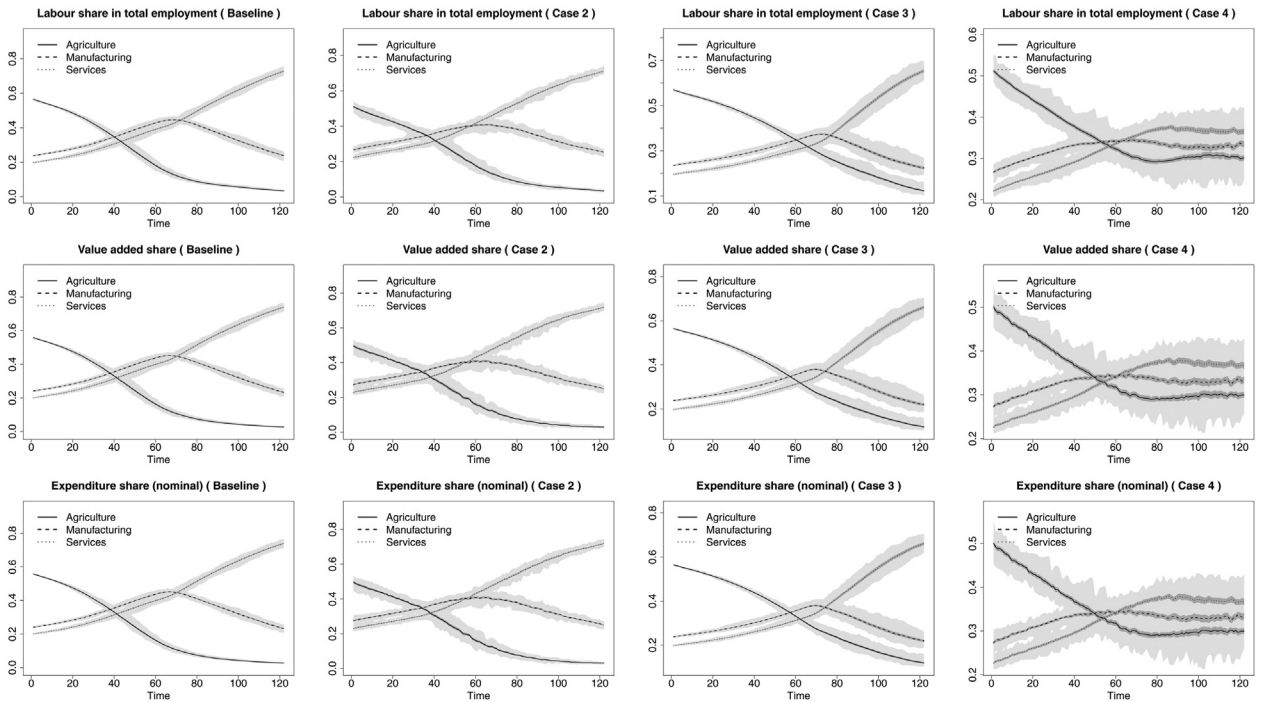 Labour share in total employment ( Baseline )
Agriculture
Manufacturing
Services
0.0
0.2
0.4
0.6
0.8
0 20 40 60 80 100 120
Time
Labour share in total employment ( Case 2 )
Agriculture
Manufacturing
Services
0.0
0.2
0.4
0.6
0.8
0 20 40 60 80 100 120
Time
Labour share in total employment ( Case 3 )
Agriculture
Manufacturing
Services
0.1
0.3
0.5
0.7
0 20 40 60 80 100 120
Time
Labour share in total employment ( Case 4 )
Agriculture
Manufacturing
Services
0.2
0.3
0.4
0.5
0.6
0 20 40 60 80 100 120
Time
Value added share ( Baseline )
Agriculture
Manufacturing
Services
0.0
0.2
0.4
0.6
0.8
0 20 40 60 80 100 120
Time
Value added share ( Case 2 )
Agriculture
Manufacturing
Services
0.0
0.2
0.4
0.6
0.8
0 20 40 60 80 100 120
Time
Value added share ( Case 3 )
Agriculture
Manufacturing
Services
0.2
0.4
0.6
0.8
0 20 40 60 80 100 120
Time
Value added share ( Case 4 )
Agriculture
Manufacturing
Services
0.2
0.3
0.4
0.5
0 20 40 60 80 100 120
Time
Expenditure share (nominal) ( Baseline )
Agriculture
Manufacturing
Services
0.0
0.2
0.4
0.6
0.8
0 20 40 60 80 100 120
Time
Expenditure share (nominal) ( Case 2 )
Agriculture
Manufacturing
Services
0.0
0.2
0.4
0.6
0.8
0 20 40 60 80 100 120
Time
Expenditure share (nominal) ( Case 3 )
Agriculture
Manufacturing
Services
0.2
0.4
0.6
0.8
0 20 40 60 80 100 120
Time
Expenditure share (nominal) ( Case 4 )
Agriculture
Manufacturing
Services
0.2
0.3
0.4
0.5
0 20 40 60 80 100 120
Time